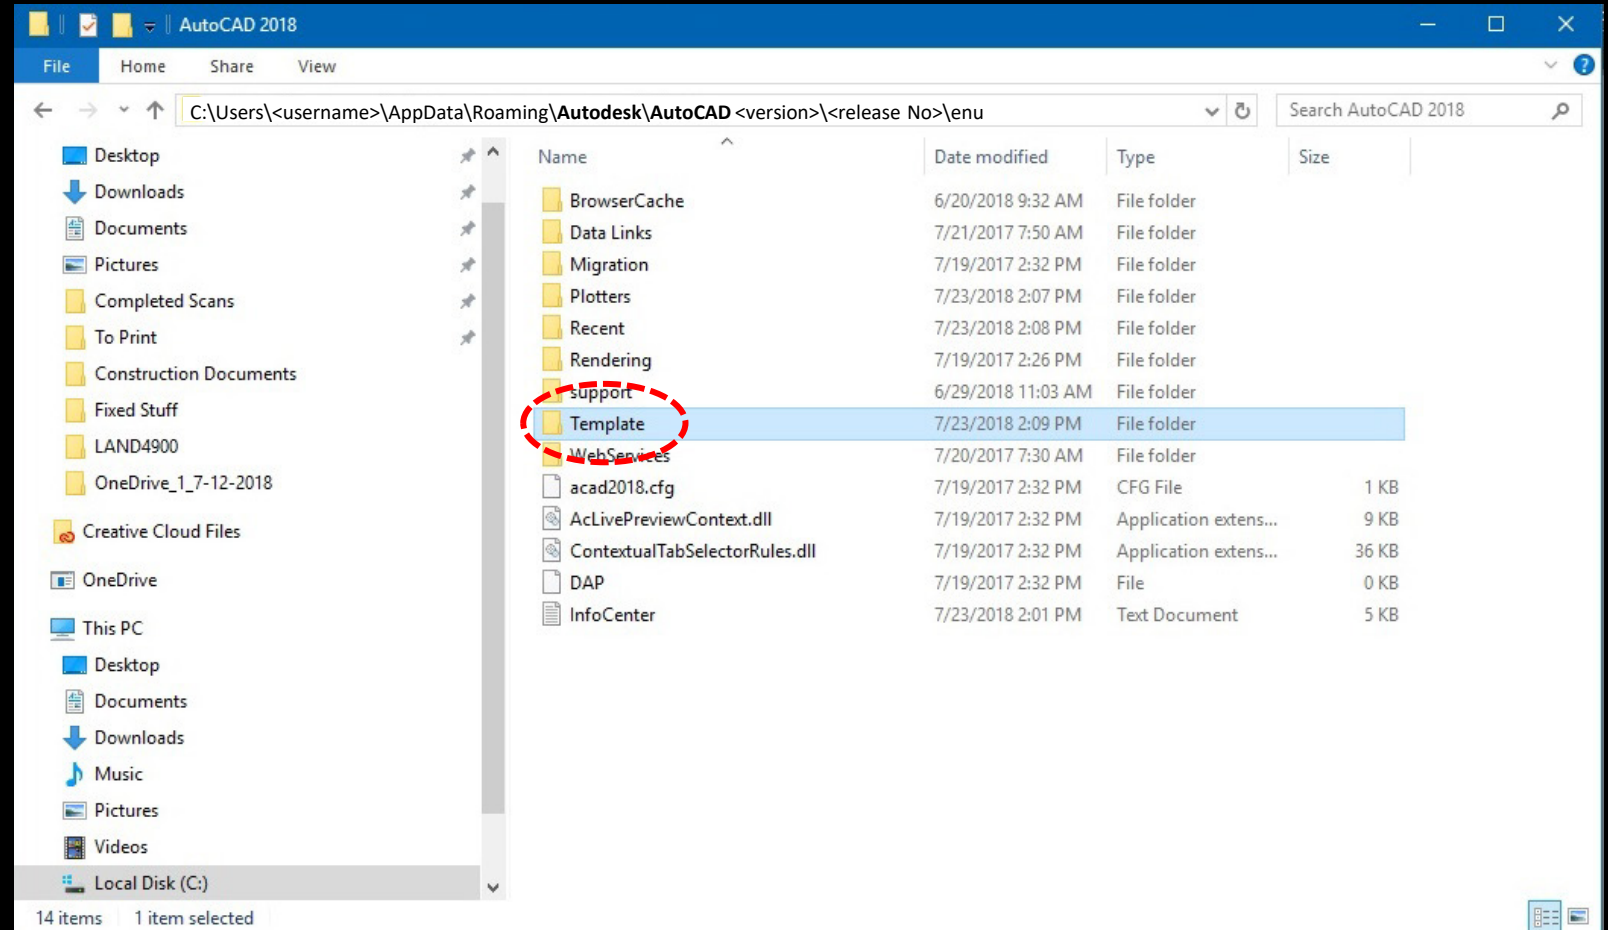 AutoCAD 2018
File Home Share View
C:\Users\<username>\AppData\Roaming\Autodesk\AutoCAD <version>\<release No>\enu
Search AutoCAD 2018
Desktop
Downloads
Documents
Pictures
Completed Scans
To Print
Construction Documents
Fixed Stuff
LAND4900
OneDrive_1_7-12-2018
Creative Cloud Files
OneDrive
This PC
Desktop
Documents
Downloads
Music
Pictures
Videos
Local Disk (C:)
Name Date modified Type Size
BrowserCache 6/20/2018 9:32 AM File folder
Data Links 7/21/2017 7:50 AM File folder
Migration 7/19/2017 2:32 PM File folder
Plotters 7/23/2018 2:07 PM File folder
Recent 7/23/2018 2:08 PM File folder
Rendering 7/19/2017 2:26 PM File folder
support 6/29/2018 11:03 AM File folder
Template 7/23/2018 2:09 PM File folder
WebServices 7/20/2017 7:30 AM File folder
acad2018.cfg 7/19/2017 2:32 PM CFG File 1 KB
AcLivePreviewContext.dll 7/19/2017 2:32 PM Application extens... 9 KB
ContextualTabSelectorRules.dll 7/19/2017 2:32 PM Application extens... 36 KB
DAP 7/19/2017 2:32 PM File 0 KB
InfoCenter 7/23/2018 2:01 PM Text Document 5 KB
14 items 1 item selected